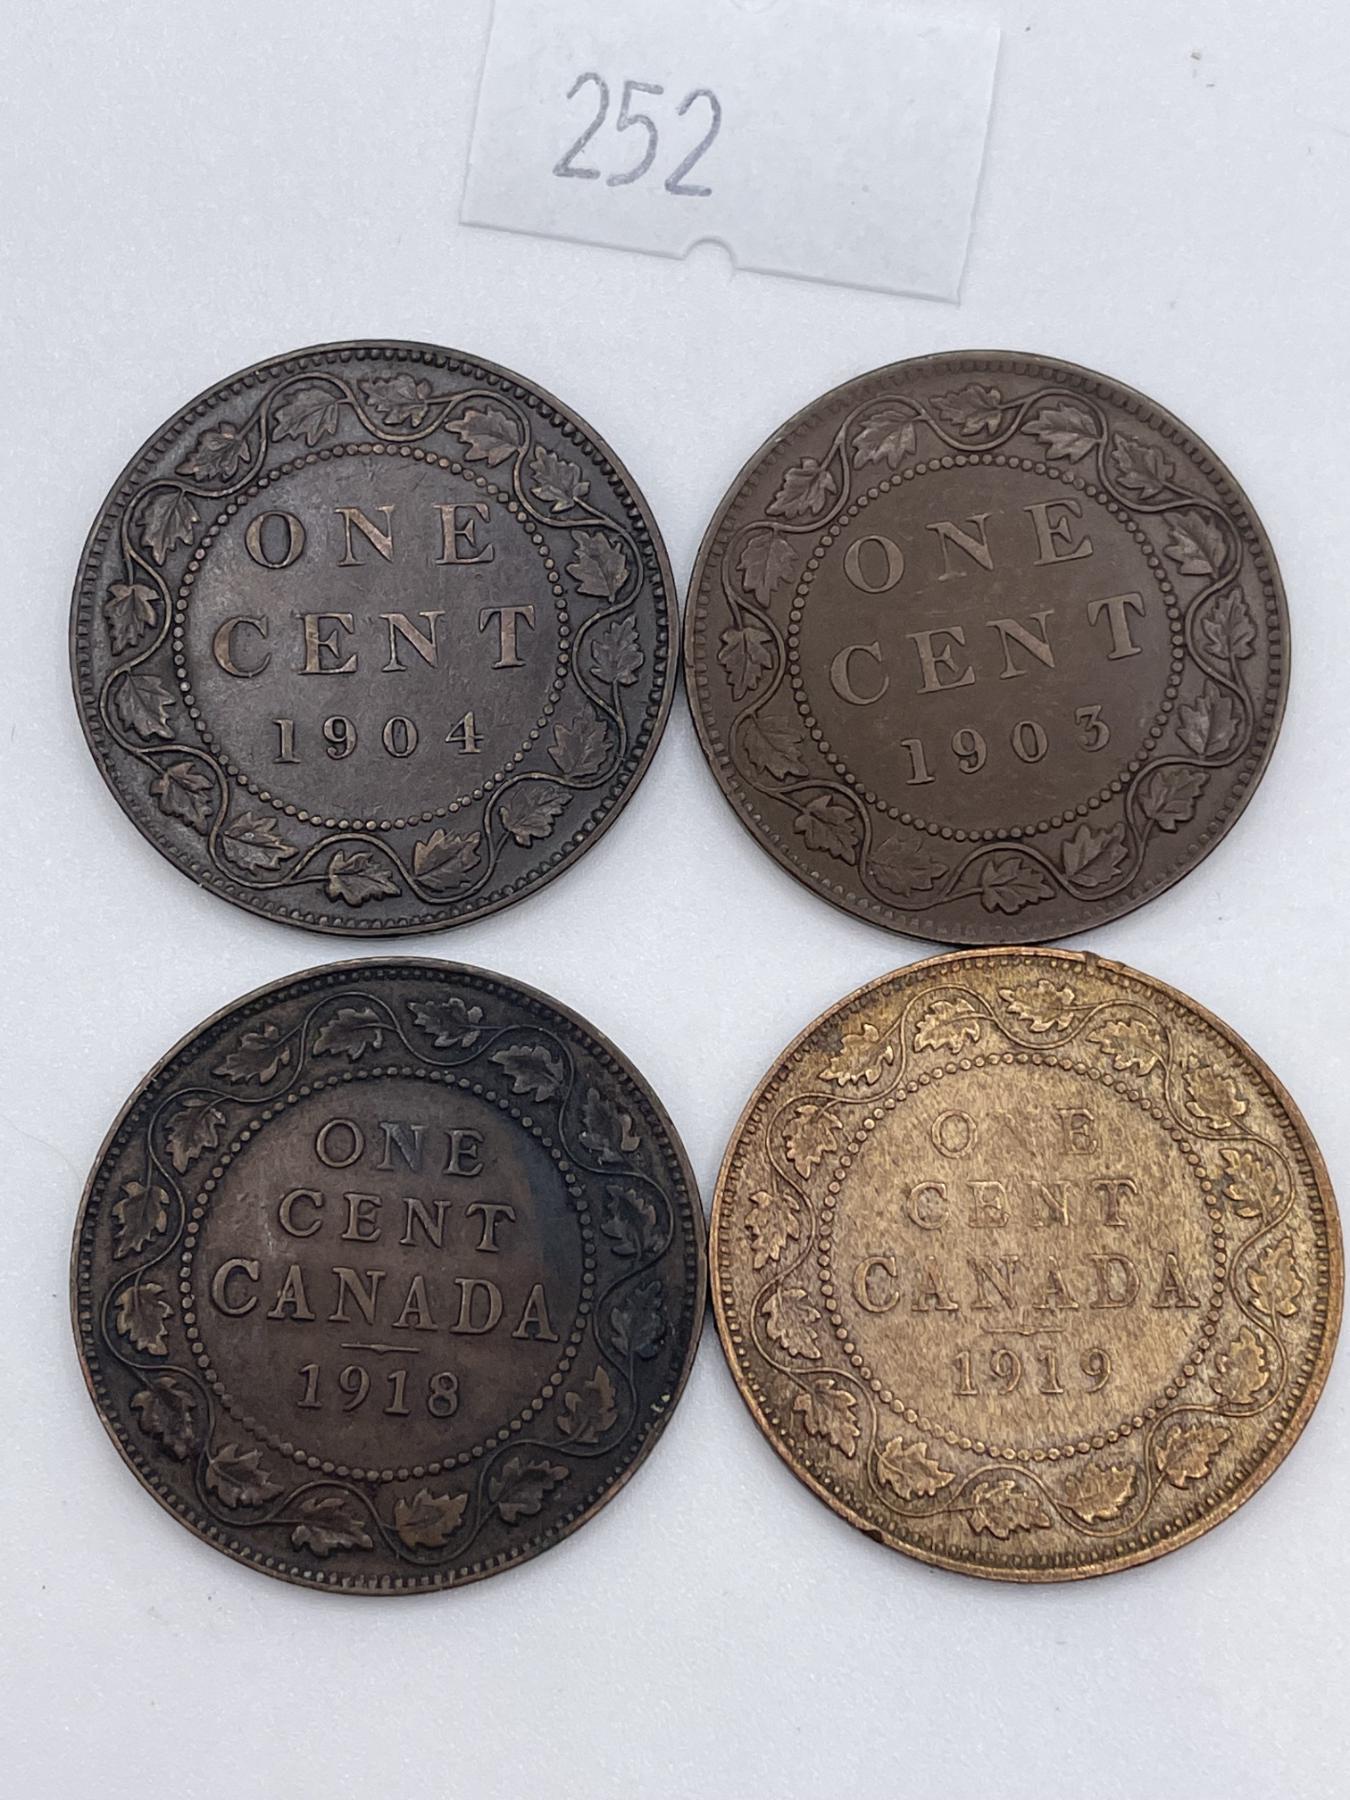 252
ONE
CENT
1904
ONE
CENT
1903
ONE
CENT
CANADA
1918
ONE
CENT
CANADA
1919